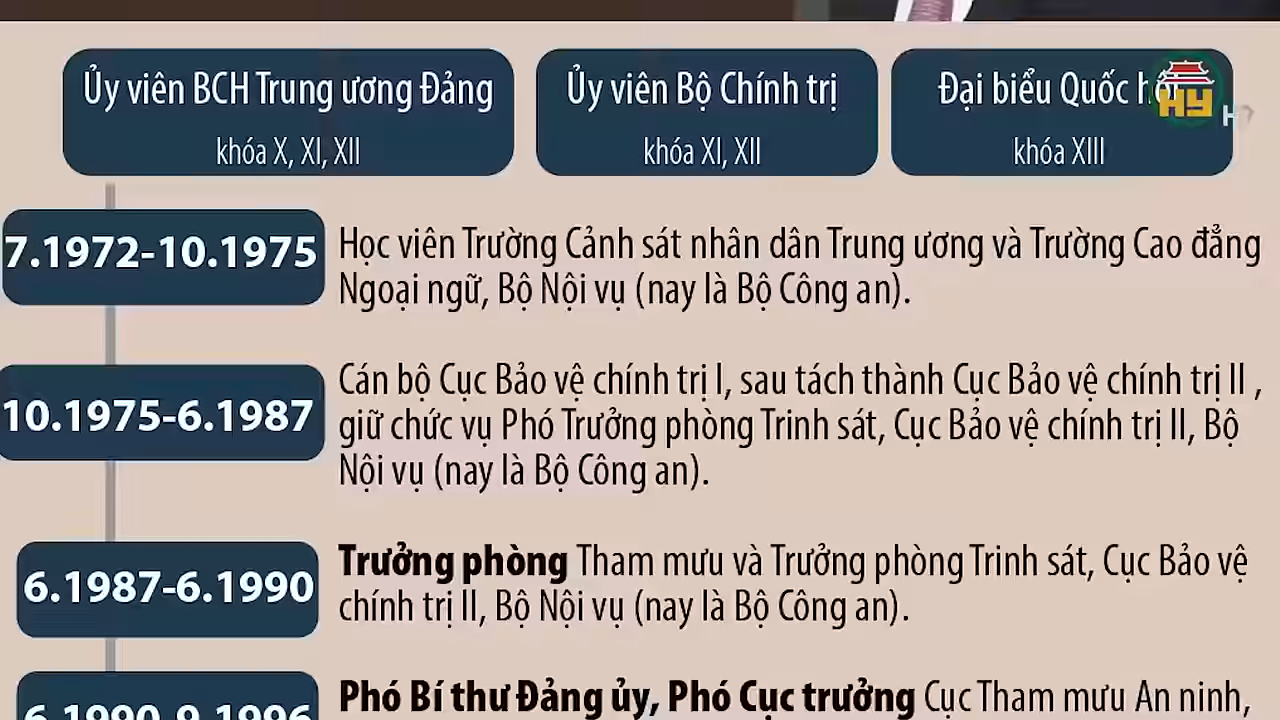 Ủy viên BCH Trung ương Đảng
khóa X, XI, XII
Ủy viên Bộ Chính trị
khóa XI, XII
Đại biểu Quốc hội
khóa XIII
HY
7.1972-10.1975
Học viên Trường Cảnh sát nhân dân Trung ương và Trường Cao đẳng
Ngoại ngữ, Bộ Nội vụ (nay là Bộ Công an).
10.1975-6.1987
Cán bộ Cục Bảo vệ chính trị I, sau tách thành Cục Bảo vệ chính trị II ,
giữ chức vụ Phó Trưởng phòng Trinh sát, Cục Bảo vệ chính trị II, Bộ
Nội vụ (nay là Bộ Công an).
6.1987-6.1990
Trưởng phòng Tham mưu và Trưởng phòng Trinh sát, Cục Bảo vệ
chính trị II, Bộ Nội vụ (nay là Bộ Công an).
6.1990-9.1996
Phó Bí thư Đảng ủy, Phó Cục trưởng Cục Tham mưu An ninh,